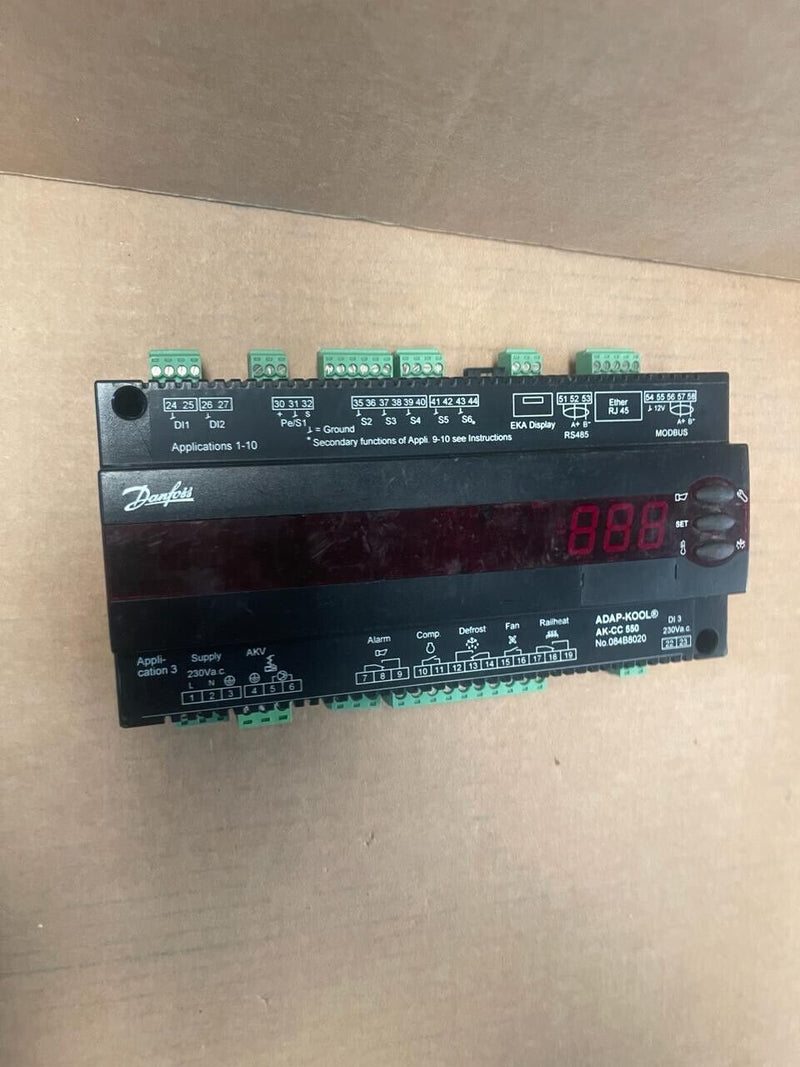 24 25 26 27
DI1 DI2
Applications 1-10
30 31 32
+ s
Pe/S1
⊥ = Ground
35 36 37 38 39 40 41 42 43 44
S2 S3 S4 S5 S6*
* Secondary functions of Appli. 9-10 see Instructions
EKA Display
51 52 53
A+ B-
RS485
Ether
RJ 45
54 55 56 57 58
12V
A+ B-
MODBUS
Danfoss
888
SET
Appli-
cation 3
Supply
230Va.c
L N
1 2 3
AKV
4 5 6
Alarm
7 8 9
Comp.
10 11
Defrost
12 13 14
Fan
15 16
Railheat
17 18 19
ADAP-KOOL®
AK-CC 550
No.084B8020
DI 3
230Va.c.
22 23